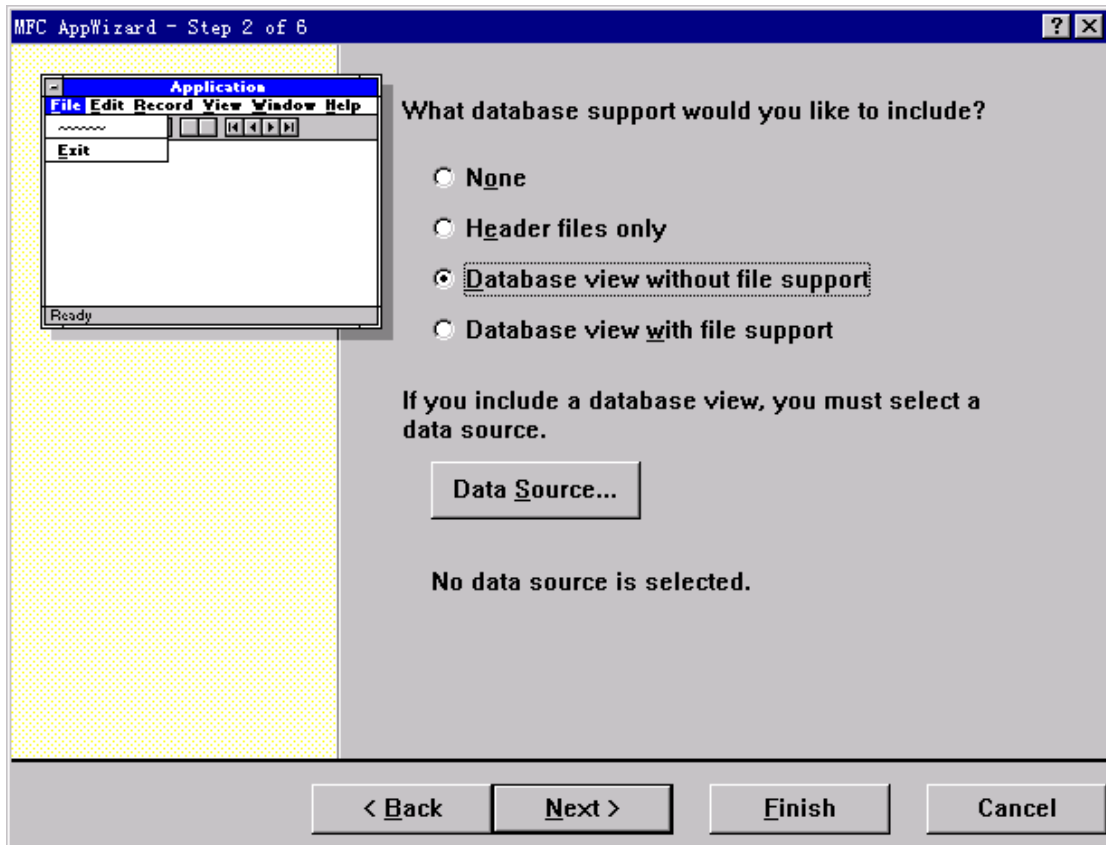 MFC AppWizard - Step 2 of 6
Application
File Edit Record View Window Help
Exit
Ready
What database support would you like to include?
None
Header files only
Database view without file support
Database view with file support
If you include a database view, you must select a
data source.
Data Source...
No data source is selected.
< Back
Next >
Finish
Cancel